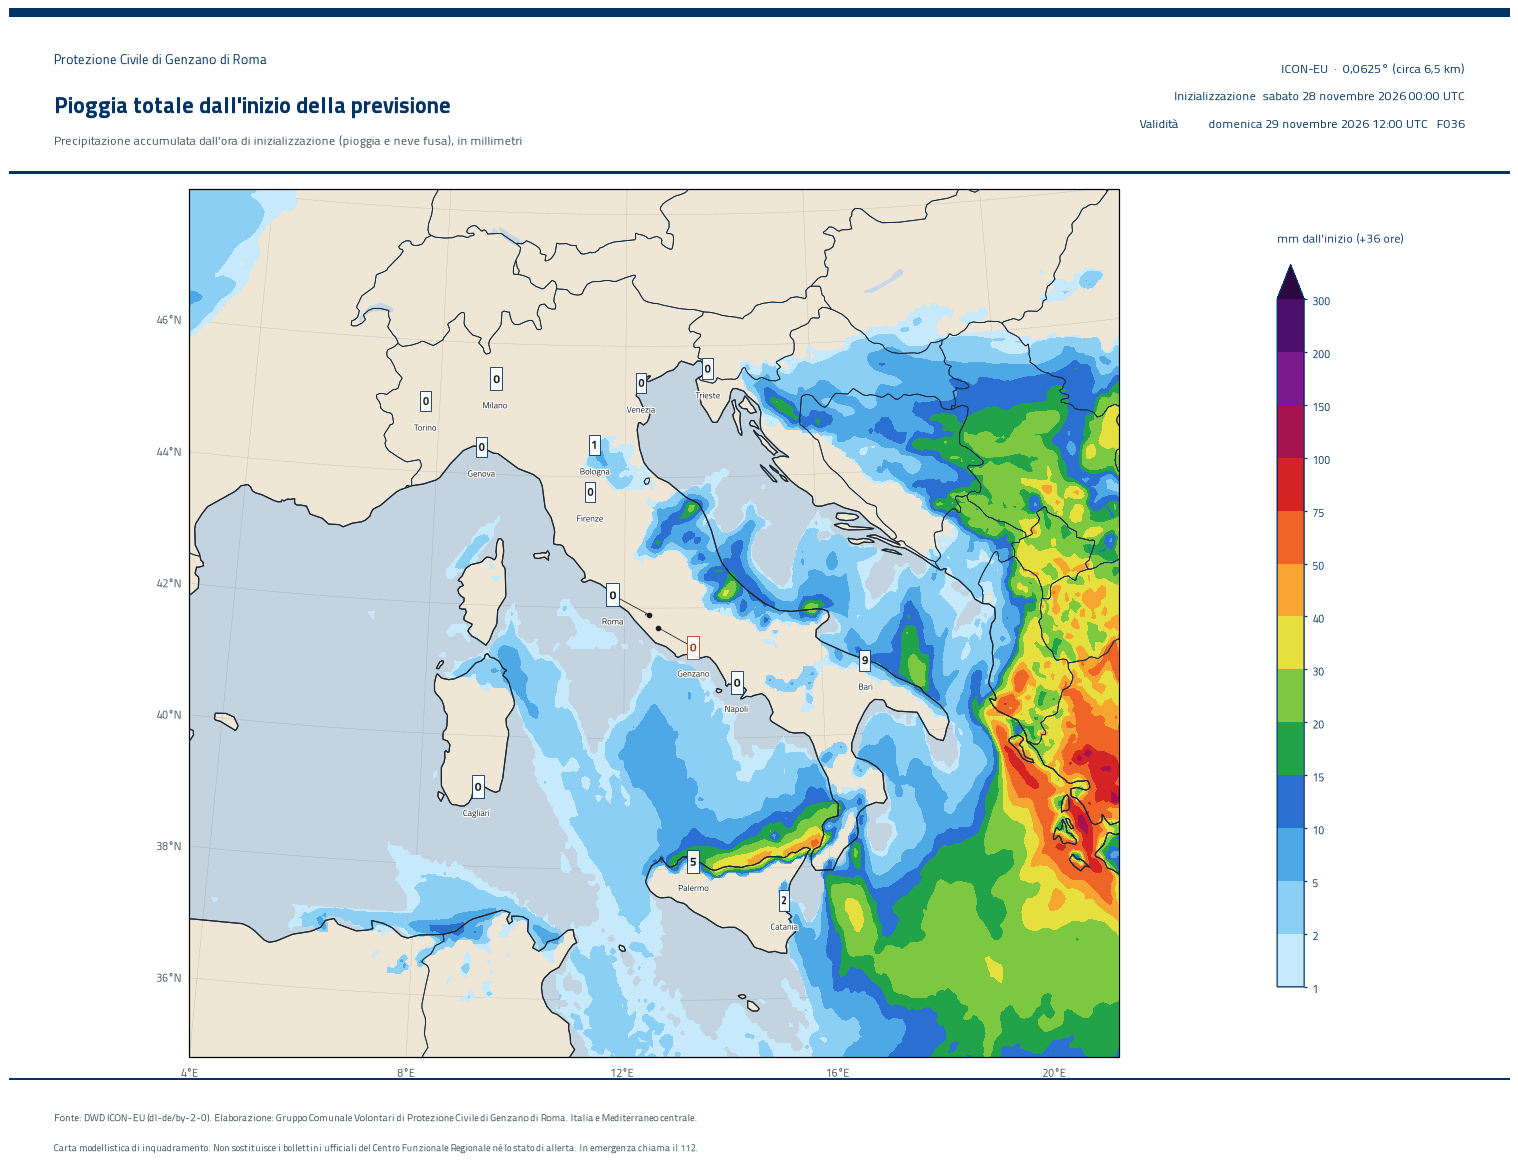 Protezione Civile di Genzano di Roma
Pioggia totale dall'inizio della previsione
Precipitazione accumulata dall'ora di inizializzazione (pioggia e neve fusa), in millimetri
ICON-EU · 0,0625° (circa 6,5 km)
Inizializzazione sabato 28 novembre 2026 00:00 UTC
Validità domenica 29 novembre 2026 12:00 UTC F036
mm dall'inizio (+36 ore)
300
200
150
100
75
50
40
30
20
15
10
5
2
1
46°N
44°N
42°N
40°N
38°N
36°N
4°E
8°E
12°E
16°E
20°E
0
Milano
0
Torino
0
Venezia
0
Trieste
0
Genova
1
Bologna
0
Firenze
0
Roma
0
Genzano
0
Napoli
9
Bari
0
Cagliari
5
Palermo
2
Catania
Fonte: DWD ICON-EU (dl-de/by-2-0). Elaborazione: Gruppo Comunale Volontari di Protezione Civile di Genzano di Roma. Italia e Mediterraneo centrale.
Carta modellistica di inquadramento. Non sostituisce i bollettini ufficiali del Centro Funzionale Regionale né lo stato di allerta. In emergenza chiama il 112.